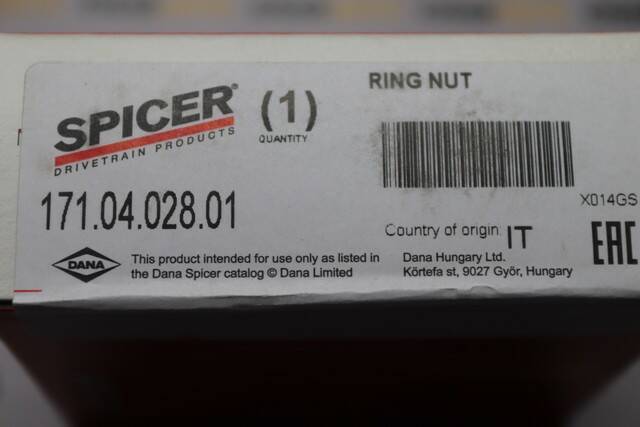 SPICER®
DRIVETRAIN PRODUCTS
(1)
QUANTITY
RING NUT
171.04.028.01
X014GS
Country of origin: IT
EAC
DANA
This product intended for use only as listed in
the Dana Spicer catalog © Dana Limited
Dana Hungary Ltd.
Körtefa st, 9027 Győr, Hungary